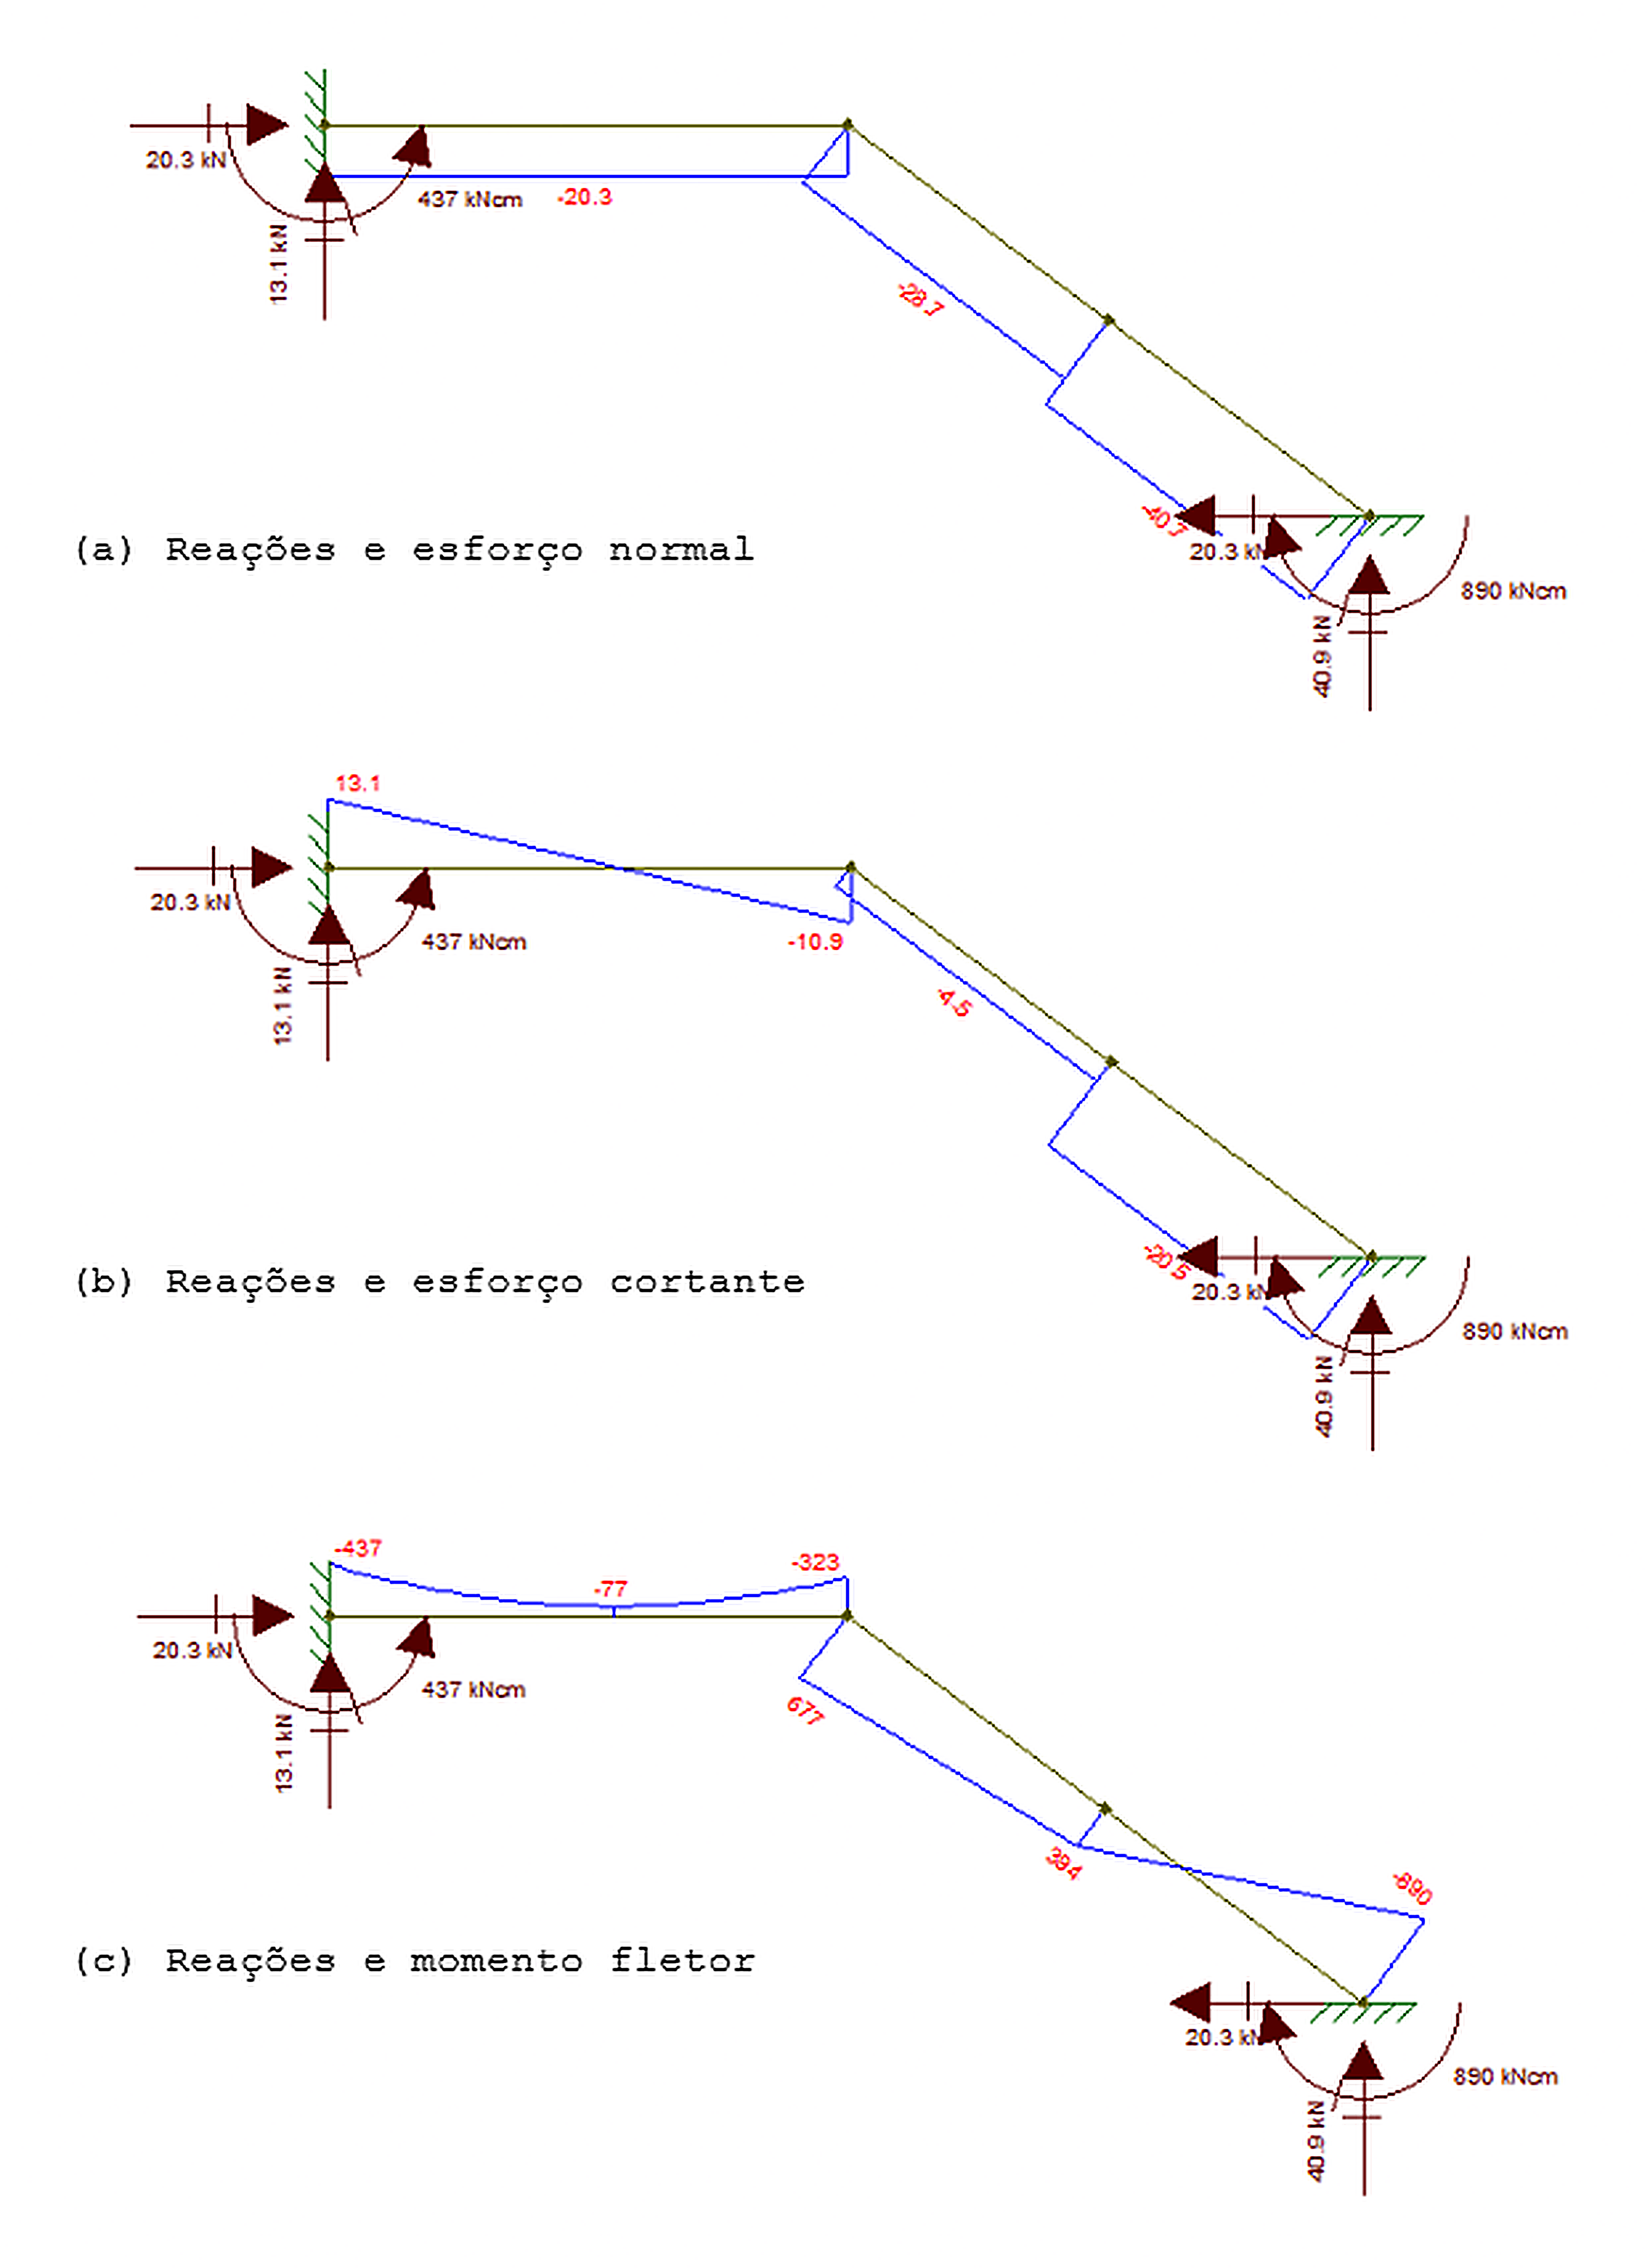 20.3 kN
437 kNcm
-20.3
13.1 kN
-28.7
-40.7
20.3 kN
(a) Reações e esforço normal
890 kNcm
40.9 kN
13.1
20.3 kN
437 kNcm
-10.9
13.1 kN
-4.5
-20.5
(b) Reações e esforço cortante
20.3 kN
890 kNcm
40.9 kN
-437
-323
-77
20.3 kN
437 kNcm
13.1 kN
677
394
-890
(c) Reações e momento fletor
20.3 kN
890 kNcm
40.9 kN